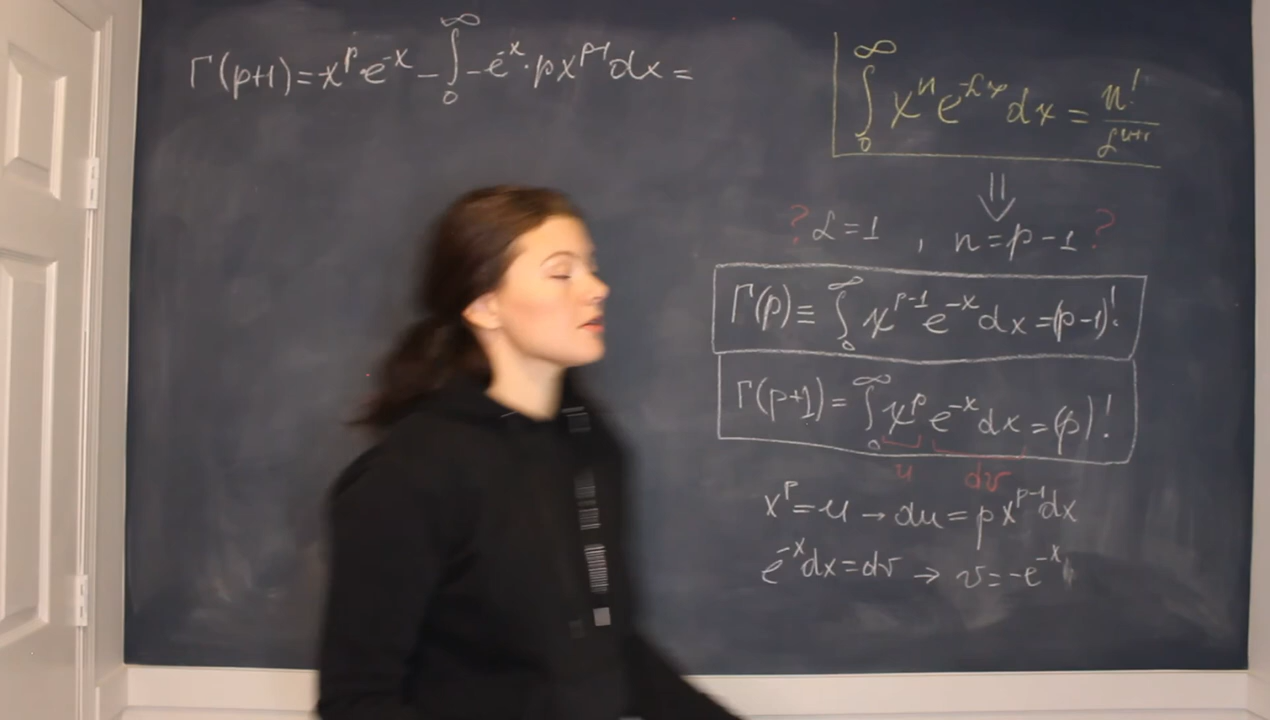 Γ(p+1) = x^p · e^{-x} - ∫_0^∞ -e^{-x} · p x^{p-1} dx =
∫_0^∞ x^n e^{-αx} dx = n! / α^{n+1}
⇓
? α = 1 , n = p - 1 ?
Γ(p) ≡ ∫_0^∞ x^{p-1} e^{-x} dx = (p-1)!
Γ(p+1) = ∫_0^∞ x^p e^{-x} dx = (p)!
u dv
x^p = u → du = p x^{p-1} dx
e^{-x} dx = dv → v = -e^{-x}